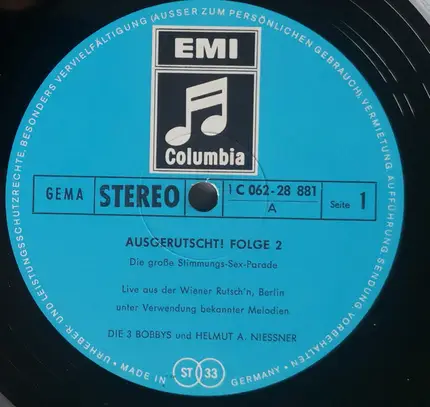 EMI
Columbia
GEMA STEREO 1 C 062-28 881 Seite 1
A
AUSGERUTSCHT! FOLGE 2
Die große Stimmungs-Sex-Parade
Live aus der Wiener Rutsch'n, Berlin
unter Verwendung bekannter Melodien
DIE 3 BOBBYS und HELMUT A. NIESSNER
URHEBER- UND LEISTUNGSSCHUTZRECHTE, BESONDERS VERVIELFÄLTIGUNG (AUSSER ZUM PERSÖNLICHEN GEBRAUCH), VERMIETUNG, AUFFÜHRUNG, SENDUNG VORBEHALTEN
• MADE IN ST 33 GERMANY •